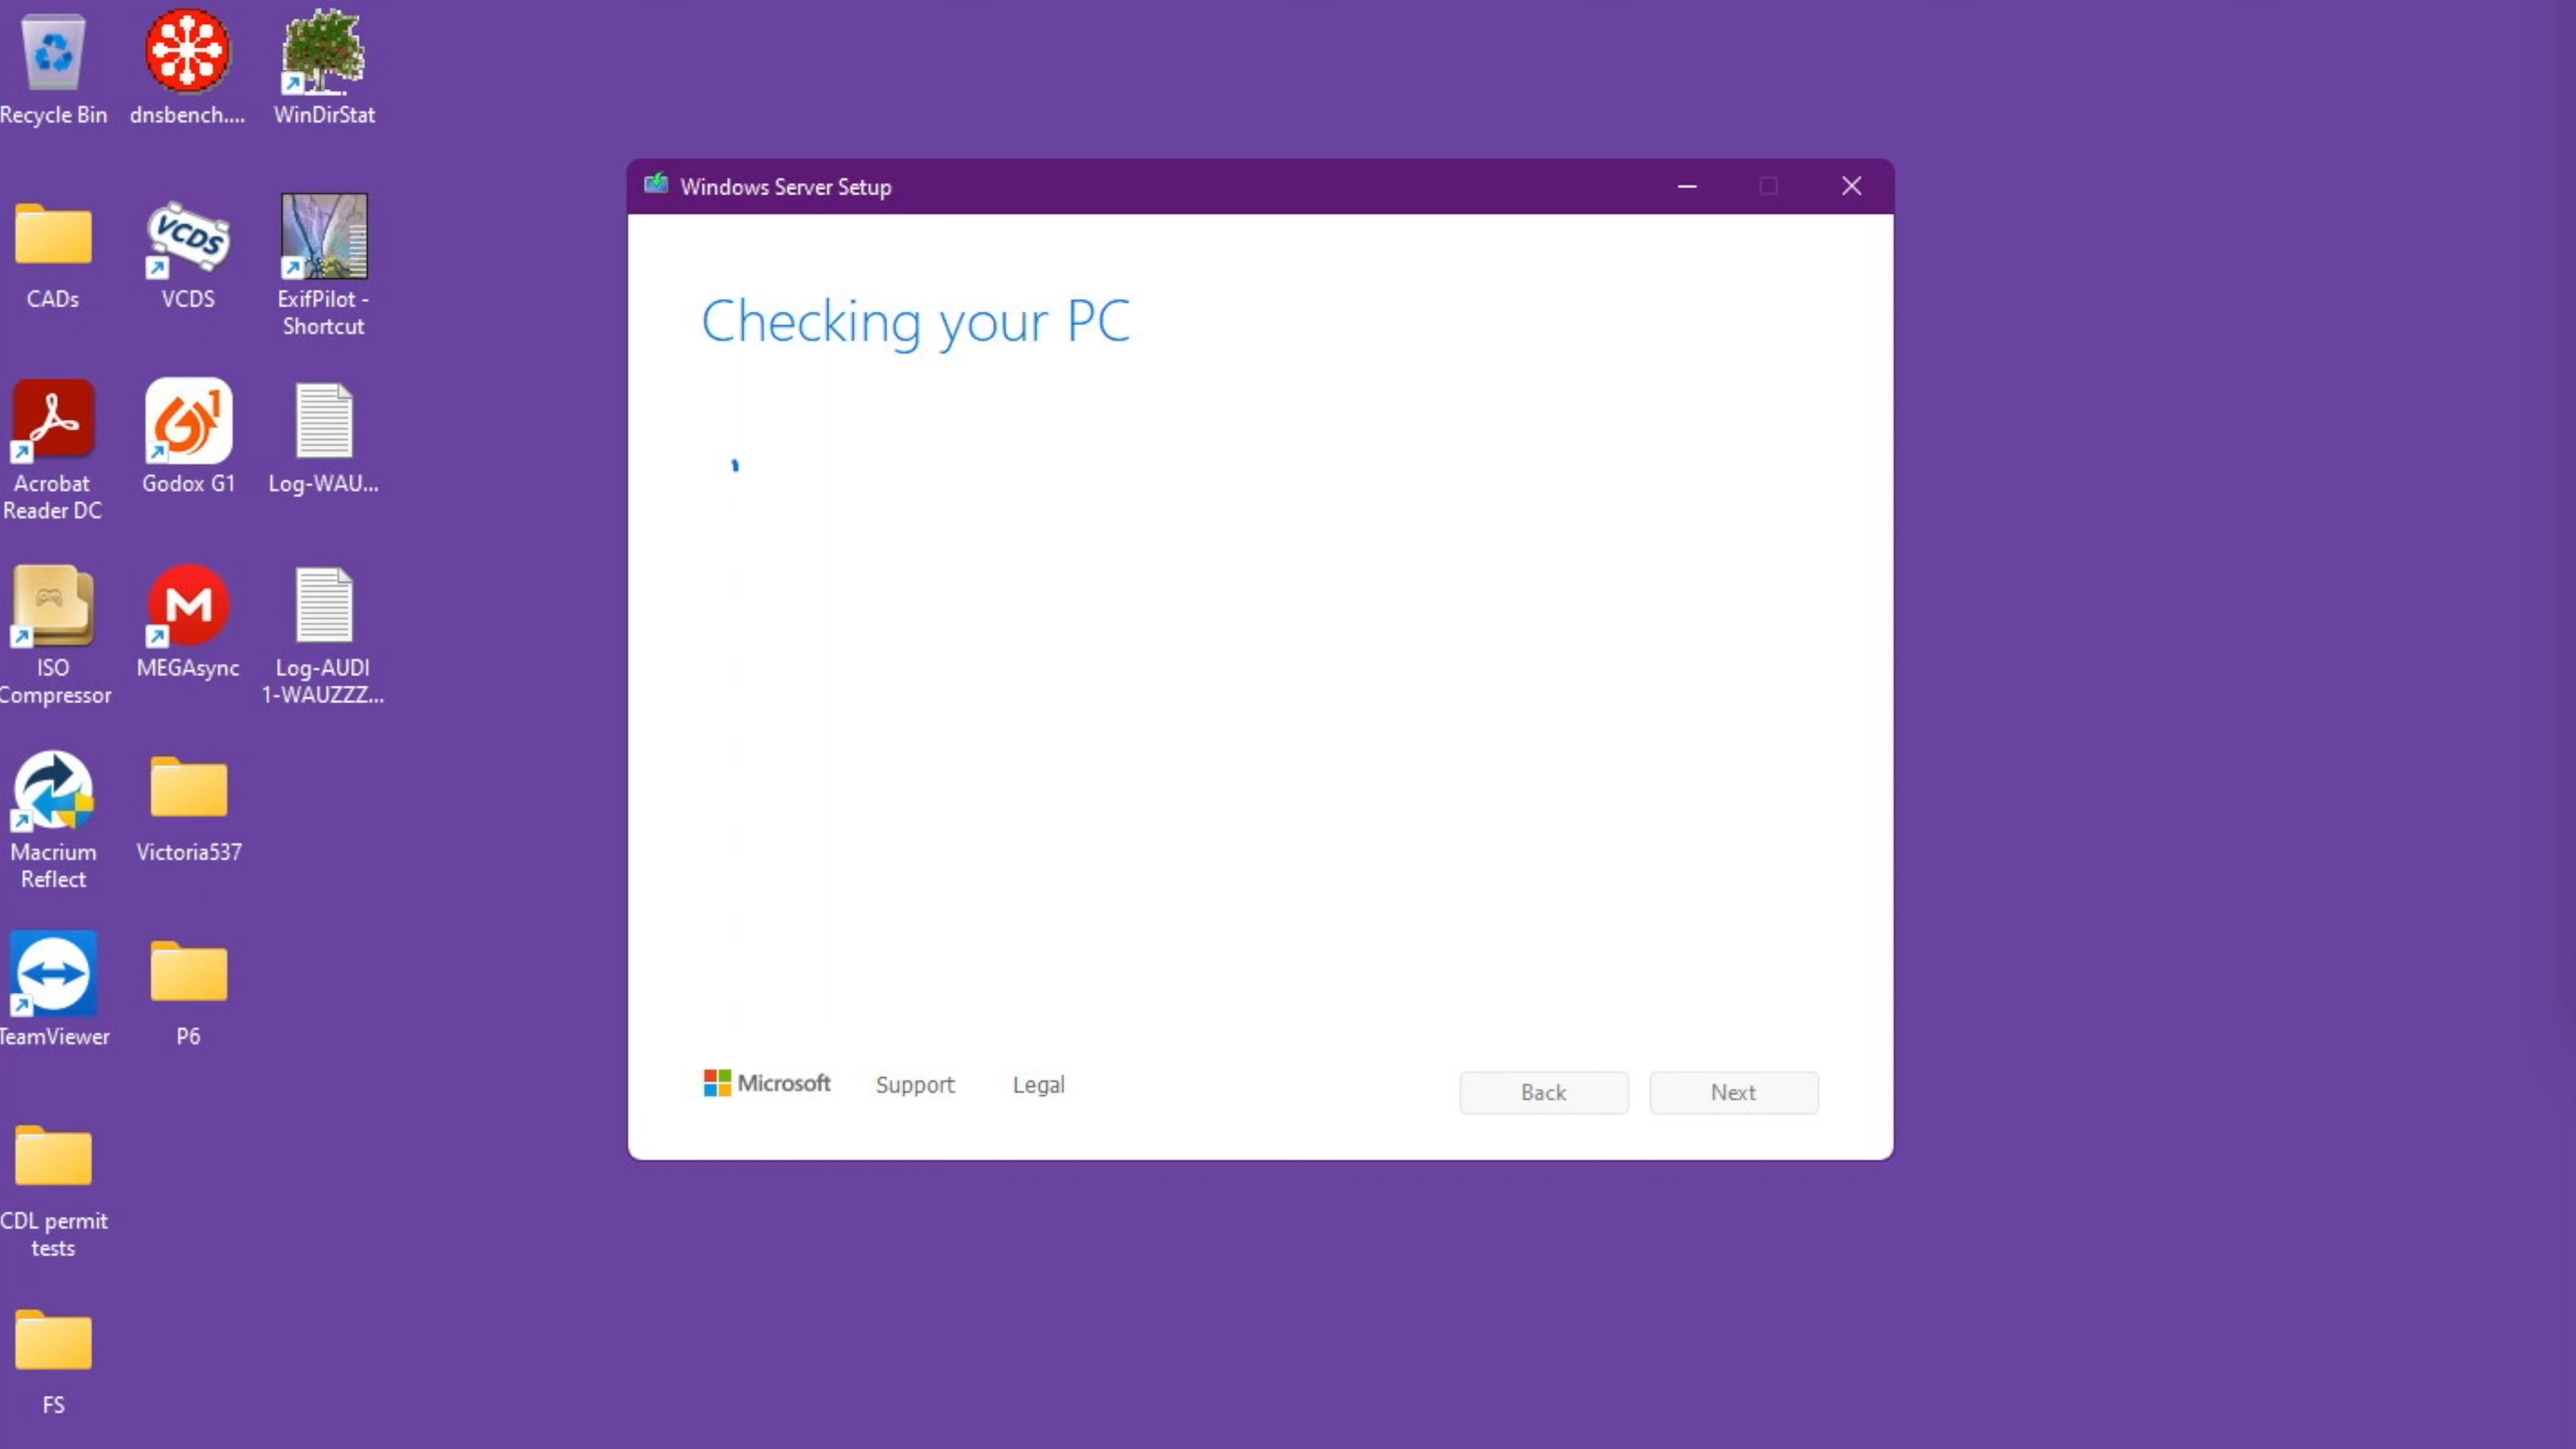 Recycle Bin
dnsbench....
WinDirStat
CADs
VCDS
VCDS
ExifPilot -
Shortcut
Acrobat
Reader DC
Godox G1
Log-WAU...
ISO
Compressor
M
MEGAsync
Log-AUDI
1-WAUZZZ...
Macrium
Reflect
Victoria537
TeamViewer
P6
CDL permit
tests
FS
Windows Server Setup
Checking your PC
Microsoft
Support
Legal
Back
Next